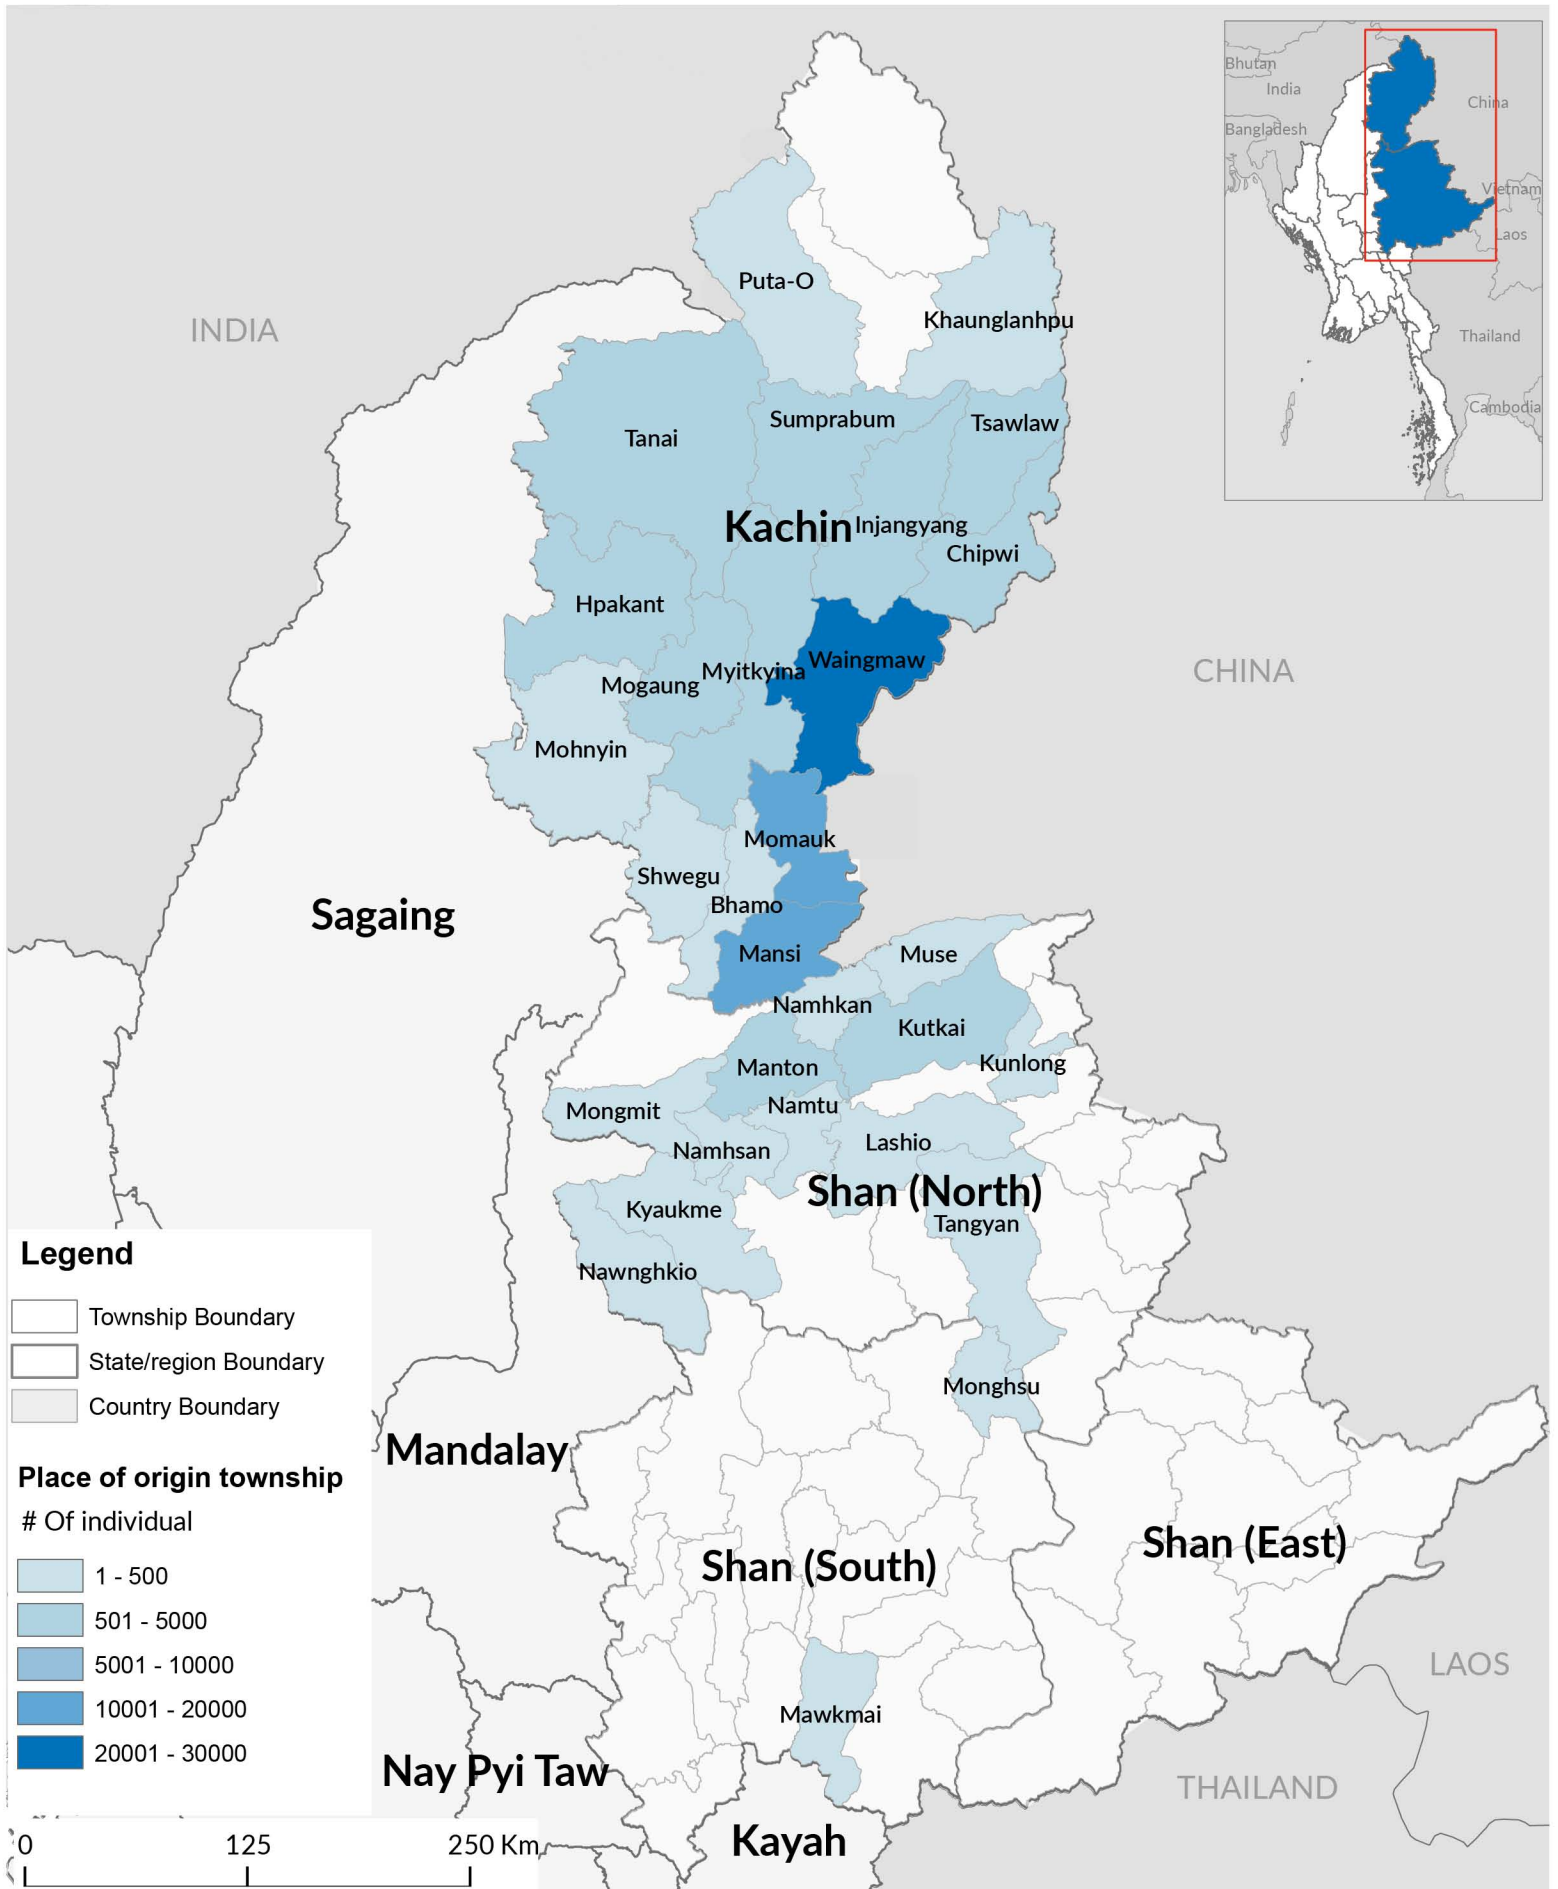 Bhutan
India
China
Bangladesh
Vietnam
Laos
Thailand
Cambodia
INDIA
CHINA
LAOS
THAILAND
Puta-O
Khaunglanhpu
Sumprabum
Tsawlaw
Tanai
Kachin
Injangyang
Chipwi
Hpakant
Waingmaw
Myitkyina
Mogaung
Mohnyin
Momauk
Shwegu
Bhamo
Sagaing
Mansi
Muse
Namhkan
Kutkai
Kunlong
Manton
Namtu
Mongmit
Lashio
Namhsan
Shan (North)
Kyaukme
Tangyan
Nawnghkio
Monghsu
Mandalay
Shan (East)
Shan (South)
Mawkmai
Nay Pyi Taw
Kayah
Legend
Township Boundary
State/region Boundary
Country Boundary
Place of origin township
# Of individual
1 - 500
501 - 5000
5001 - 10000
10001 - 20000
20001 - 30000
0 125 250 Km